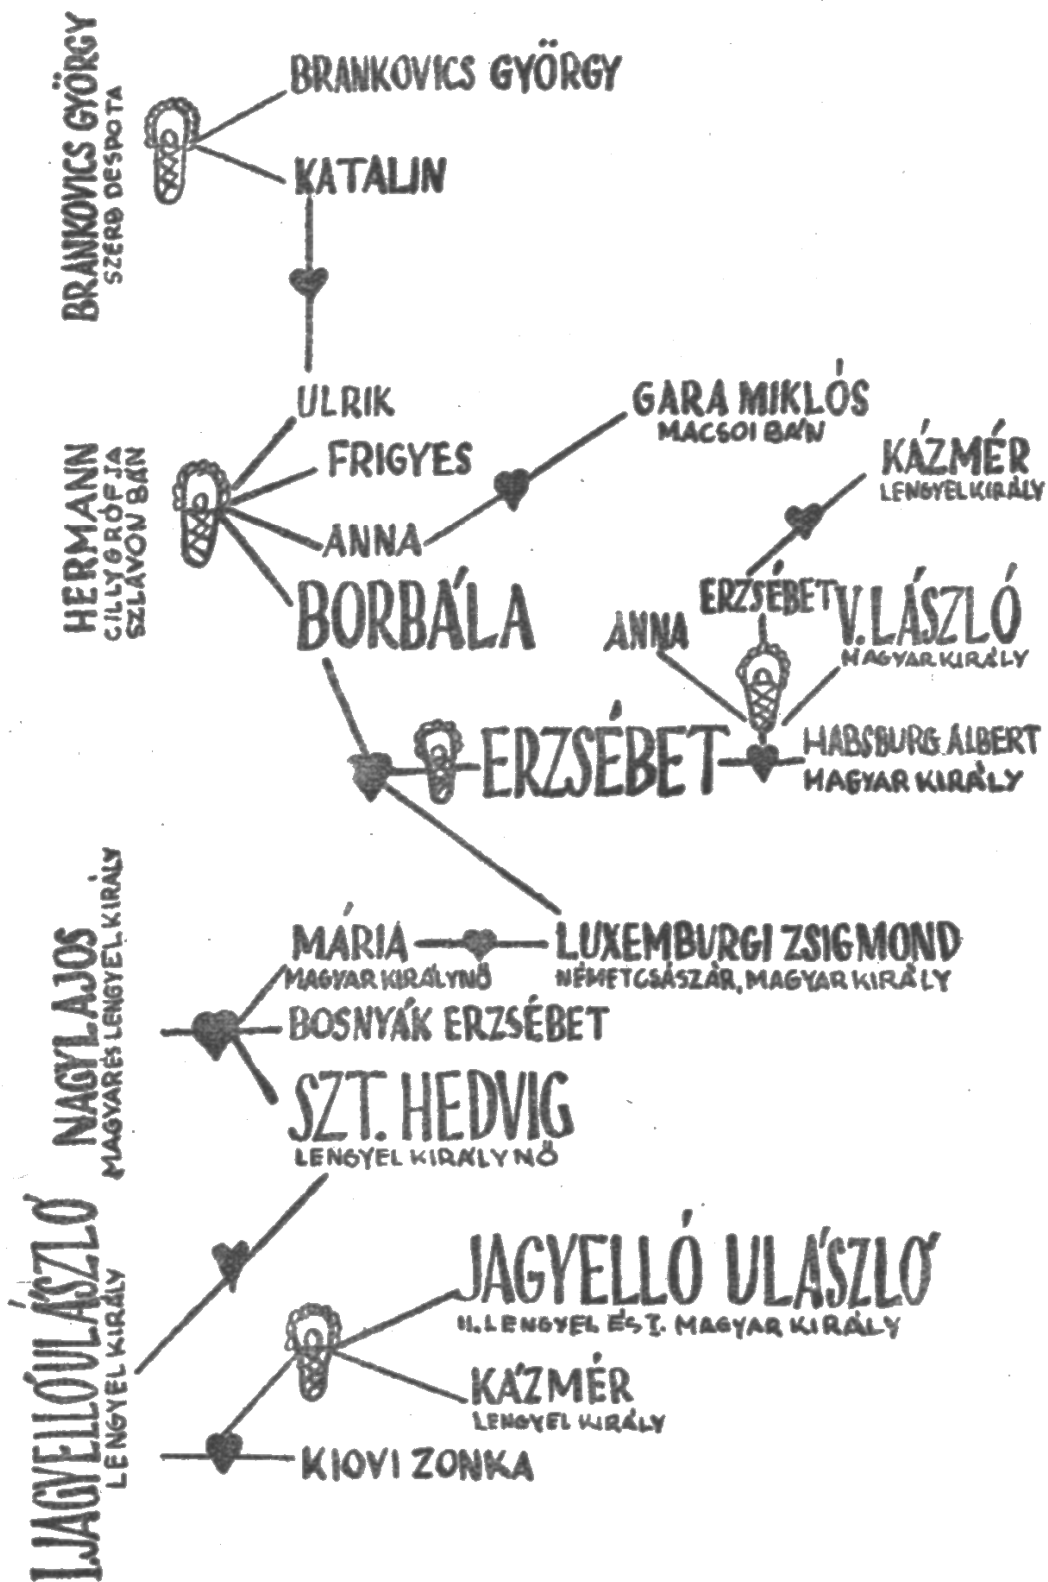 BRANKOVICS GYÖRGY
SZERB DESPOTA
BRANKOVICS GYÖRGY
KATALIN
HERMANN
CILLY GRÓFJA
SZLAVON BÁN
ULRIK
FRIGYES
ANNA
BORBÁLA
GARA MIKLÓS
MACSOI BÁN
KÁZMÉR
LENGYEL KIRÁLY
ERZSÉBET
ANNA
V. LÁSZLÓ
MAGYAR KIRÁLY
ERZSÉBET
HABSBURG ALBERT
MAGYAR KIRÁLY
NAGY LAJOS
MAGYAR ÉS LENGYEL KIRÁLY
MÁRIA
MAGYAR KIRÁLYNŐ
LUXEMBURGI ZSIGMOND
NÉMETCSÁSZÁR, MAGYAR KIRÁLY
BOSNYÁK ERZSÉBET
SZT. HEDVIG
LENGYEL KIRÁLYNŐ
I. JAGYELLÓ ULÁSZLÓ
LENGYEL KIRÁLY
JAGYELLÓ ULÁSZLÓ
II. LENGYEL ÉS I. MAGYAR KIRÁLY
KÁZMÉR
LENGYEL KIRÁLY
KIOVI ZONKA